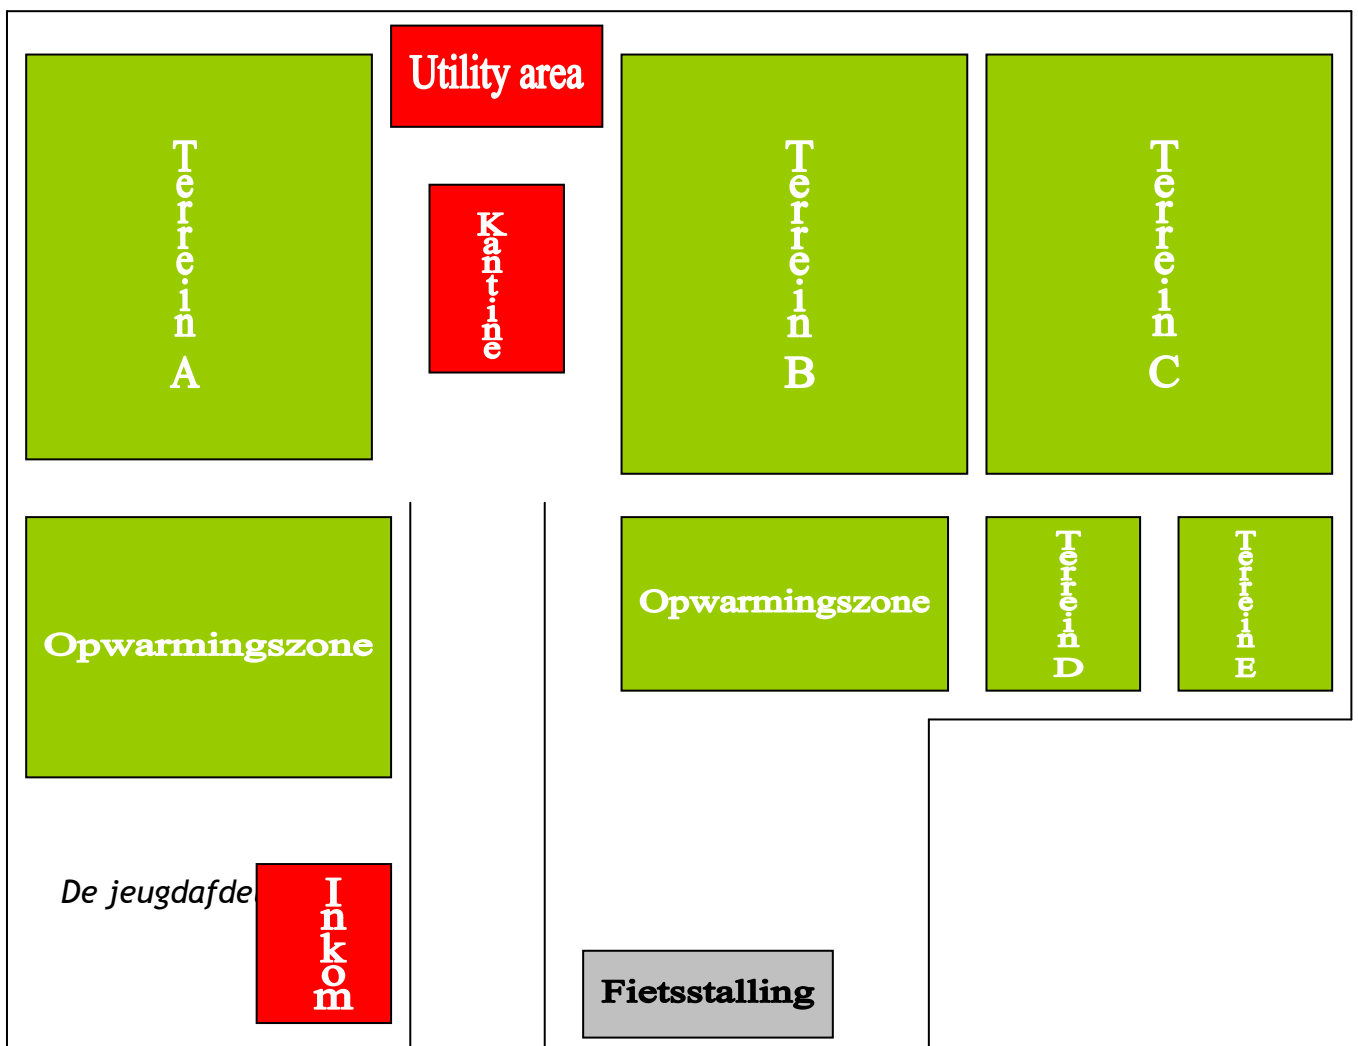 Utility area
Terrein A
Kantine
Terrein B
Terrein C
Opwarmingszone
Opwarmingszone
Terrein D
Terrein E
De jeugdafde
Inkom
Fietsstalling